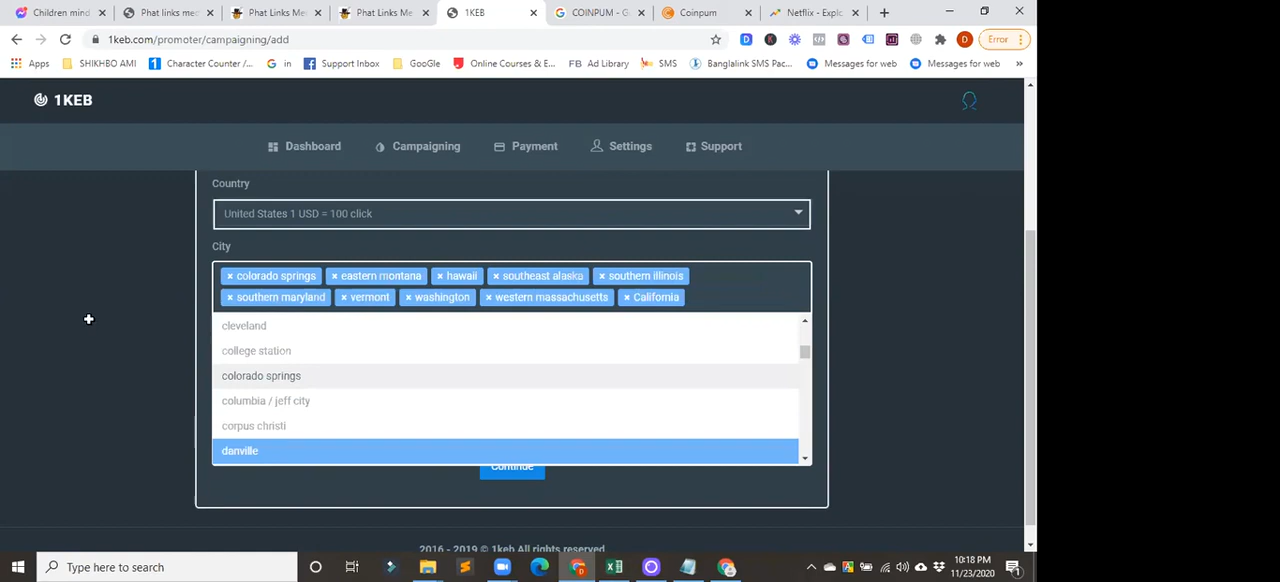 Children mind
Phat links med
Phat Links Me
Phat Links Me
1KEB
COINPUM - G
Coinpum
Netflix - Explo
1keb.com/promoter/campaigning/add
Error
Apps
SHIKHBO AMI
Character Counter /...
in
Support Inbox
GooGle
Online Courses & E...
FB Ad Library
SMS
Banglalink SMS Pac...
Messages for web
Messages for web
»
1KEB
Dashboard
Campaigning
Payment
Settings
Support
Country
United States 1 USD = 100 click
City
× colorado springs × eastern montana × hawaii × southeast alaska × southern illinois
× southern maryland × vermont × washington × western massachusetts × California
cleveland
college station
colorado springs
columbia / jeff city
corpus christi
danville
Continue
2016 - 2019 © 1keb All rights reserved
Type here to search
10:18 PM
11/23/2020